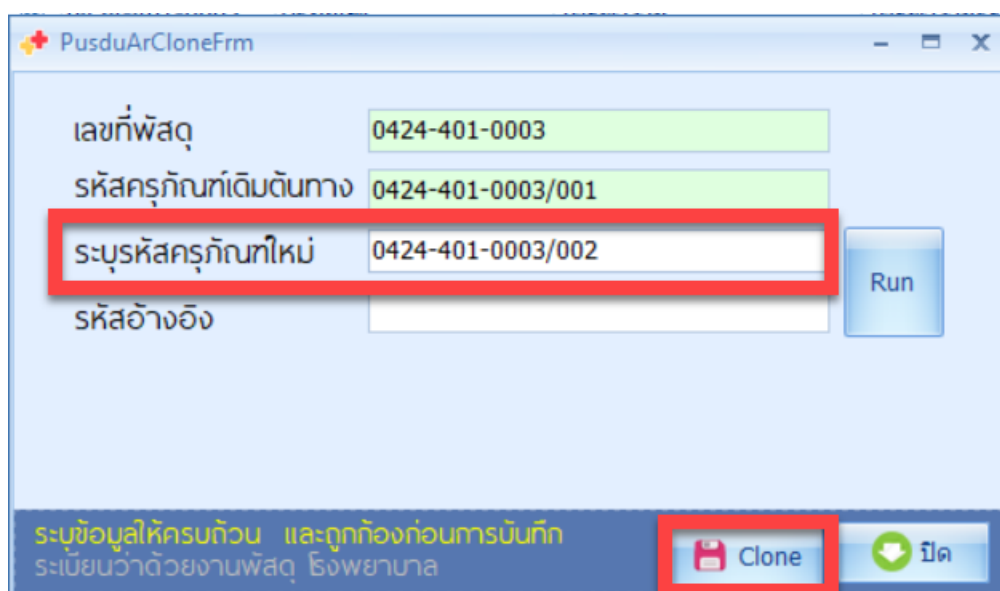 PusduArCloneFrm
เลขที่พัสดุ 0424-401-0003
รหัสครุภัณฑ์เดิมต้นทาง 0424-401-0003/001
ระบุรหัสครุภัณฑ์ใหม่ 0424-401-0003/002
Run
รหัสอ้างอิง
ระบุข้อมูลให้ครบถ้วน และถูกก้องก่อนการบันทึก
ระเบียนว่าด้วยงานพัสดุ โรงพยาบาล
Clone ปิด